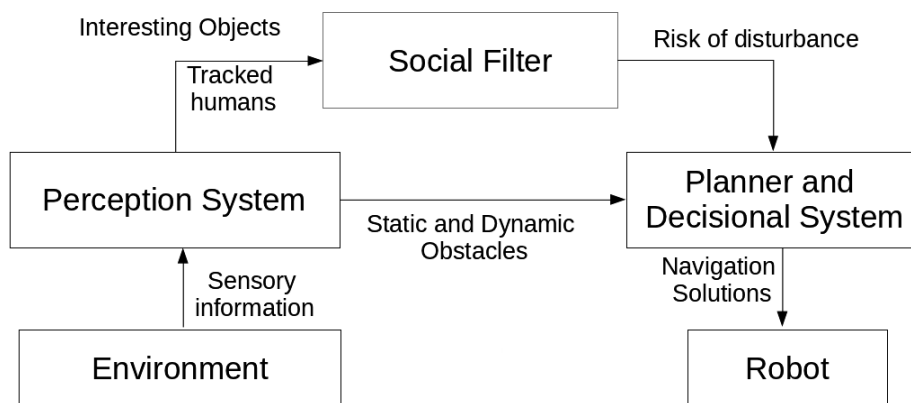 Interesting Objects
Tracked
humans
Social Filter
Risk of disturbance
Perception System
Static and Dynamic
Obstacles
Planner and
Decisional System
Sensory
information
Navigation
Solutions
Environment
Robot